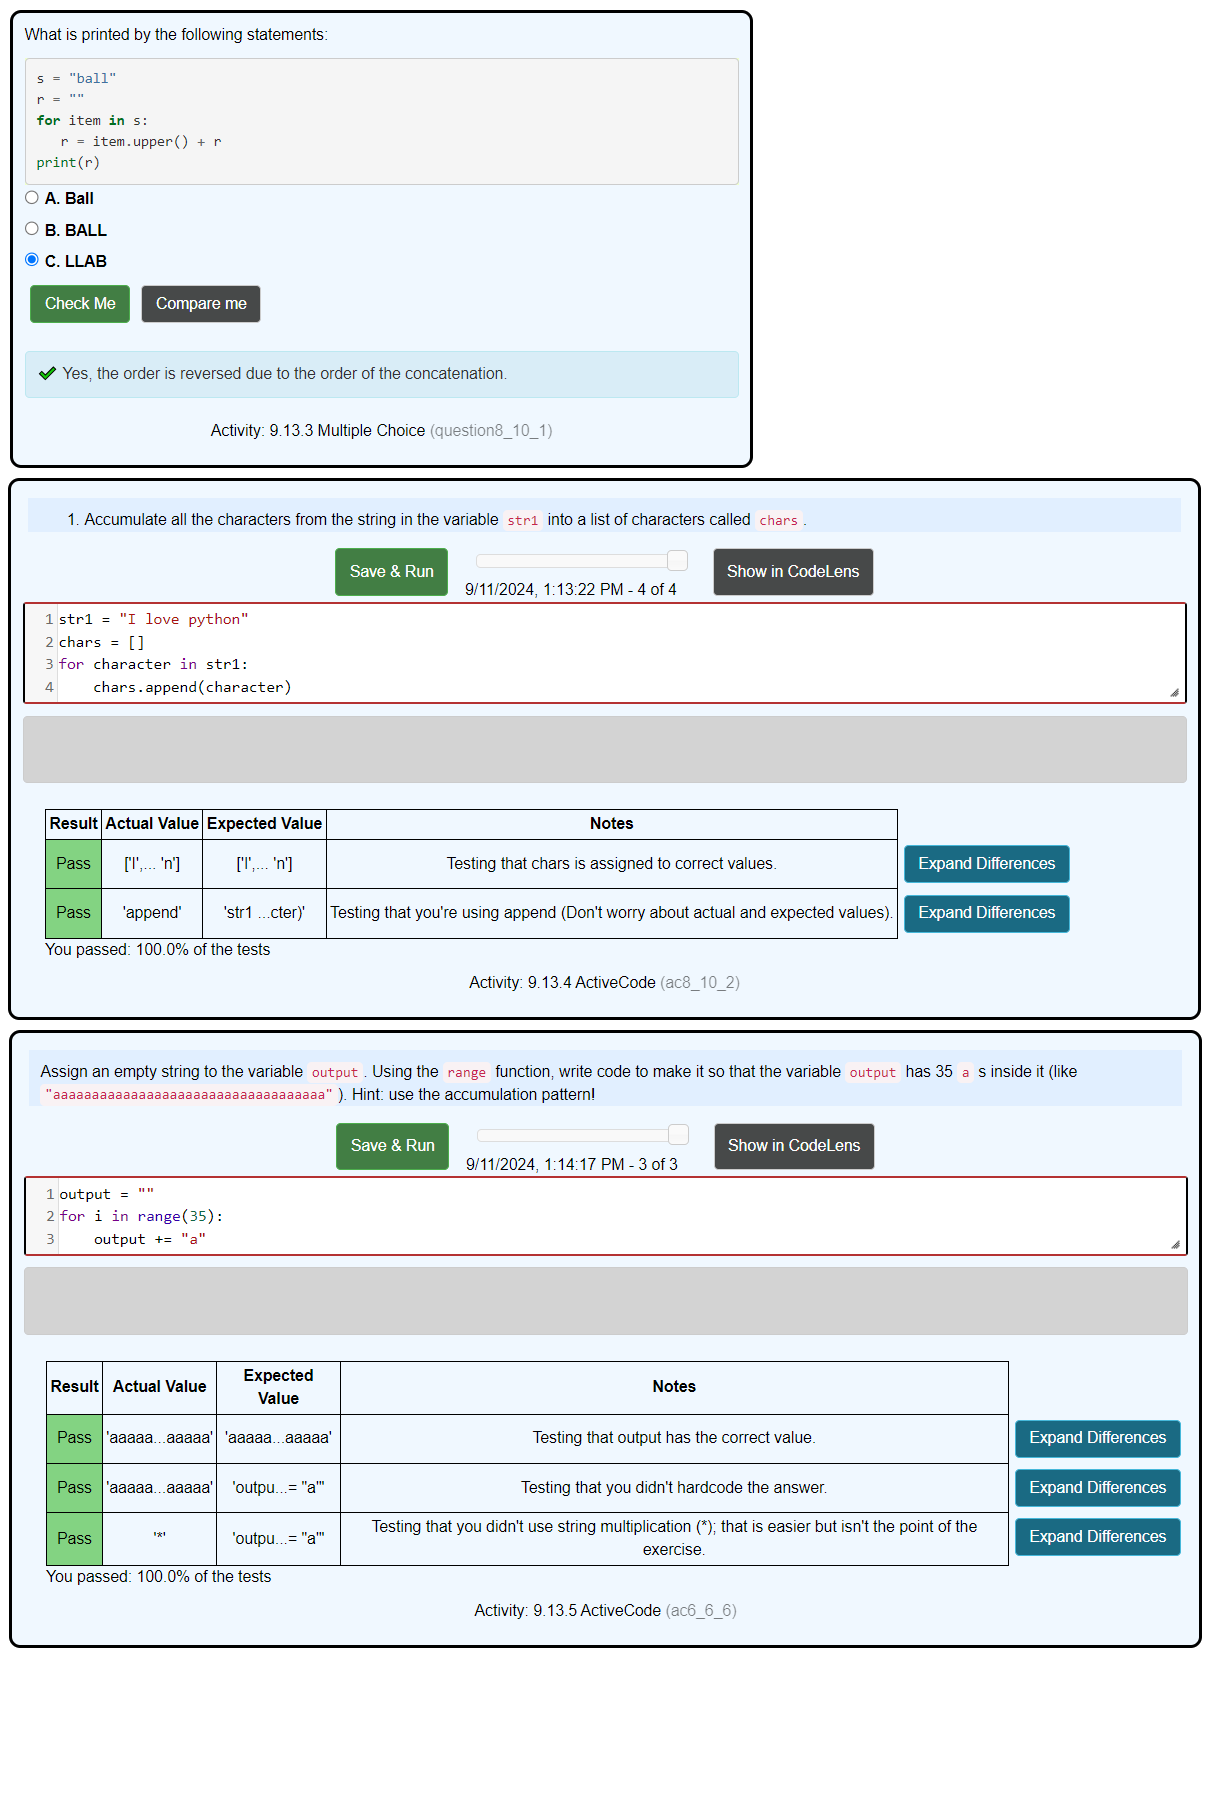 What is printed by the following statements:
s = "ball"
r = ""
for item in s:
   r = item.upper() + r
print(r)
A. Ball
B. BALL
C. LLAB
Check Me
Compare me
Yes, the order is reversed due to the order of the concatenation.
Activity: 9.13.3 Multiple Choice (question8_10_1)
1. Accumulate all the characters from the string in the variable str1 into a list of characters called chars.
Save & Run
9/11/2024, 1:13:22 PM - 4 of 4
Show in CodeLens
1 str1 = "I love python"
2 chars = []
3 for character in str1:
4     chars.append(character)
Result Actual Value Expected Value Notes
Pass ['I',... 'n'] ['I',... 'n'] Testing that chars is assigned to correct values. Expand Differences
Pass 'append' 'str1 ...cter)' Testing that you're using append (Don't worry about actual and expected values). Expand Differences
You passed: 100.0% of the tests
Activity: 9.13.4 ActiveCode (ac8_10_2)
Assign an empty string to the variable output. Using the range function, write code to make it so that the variable output has 35 a s inside it (like
"aaaaaaaaaaaaaaaaaaaaaaaaaaaaaaaaaaa"). Hint: use the accumulation pattern!
Save & Run
9/11/2024, 1:14:17 PM - 3 of 3
Show in CodeLens
1 output = ""
2 for i in range(35):
3     output += "a"
Result Actual Value Expected Value Notes
Pass 'aaaaa...aaaaa' 'aaaaa...aaaaa' Testing that output has the correct value. Expand Differences
Pass 'aaaaa...aaaaa' 'outpu...= "a"' Testing that you didn't hardcode the answer. Expand Differences
Pass '*' 'outpu...= "a"' Testing that you didn't use string multiplication (*); that is easier but isn't the point of the exercise. Expand Differences
You passed: 100.0% of the tests
Activity: 9.13.5 ActiveCode (ac6_6_6)